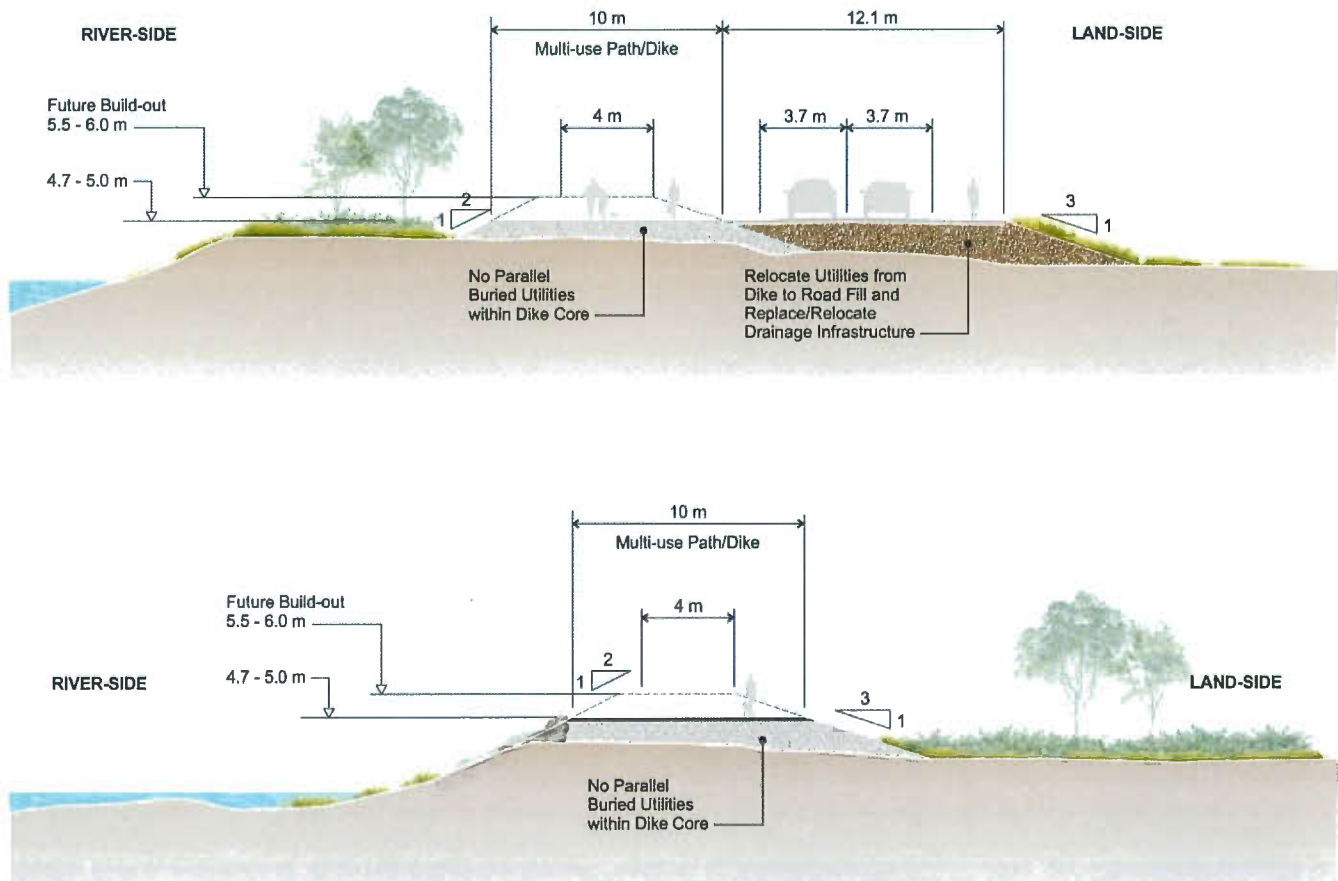 10 m
12.1 m
RIVER-SIDE
LAND-SIDE
Multi-use Path/Dike
Future Build-out
5.5 - 6.0 m
4 m
3.7 m
3.7 m
4.7 - 5.0 m
2
1
3
1
No Parallel
Buried Utilities
within Dike Core
Relocate Utilities from
Dike to Road Fill and
Replace/Relocate
Drainage Infrastructure
10 m
Multi-use Path/Dike
Future Build-out
5.5 - 6.0 m
4 m
2
1
RIVER-SIDE
4.7 - 5.0 m
LAND-SIDE
3
1
No Parallel
Buried Utilities
within Dike Core